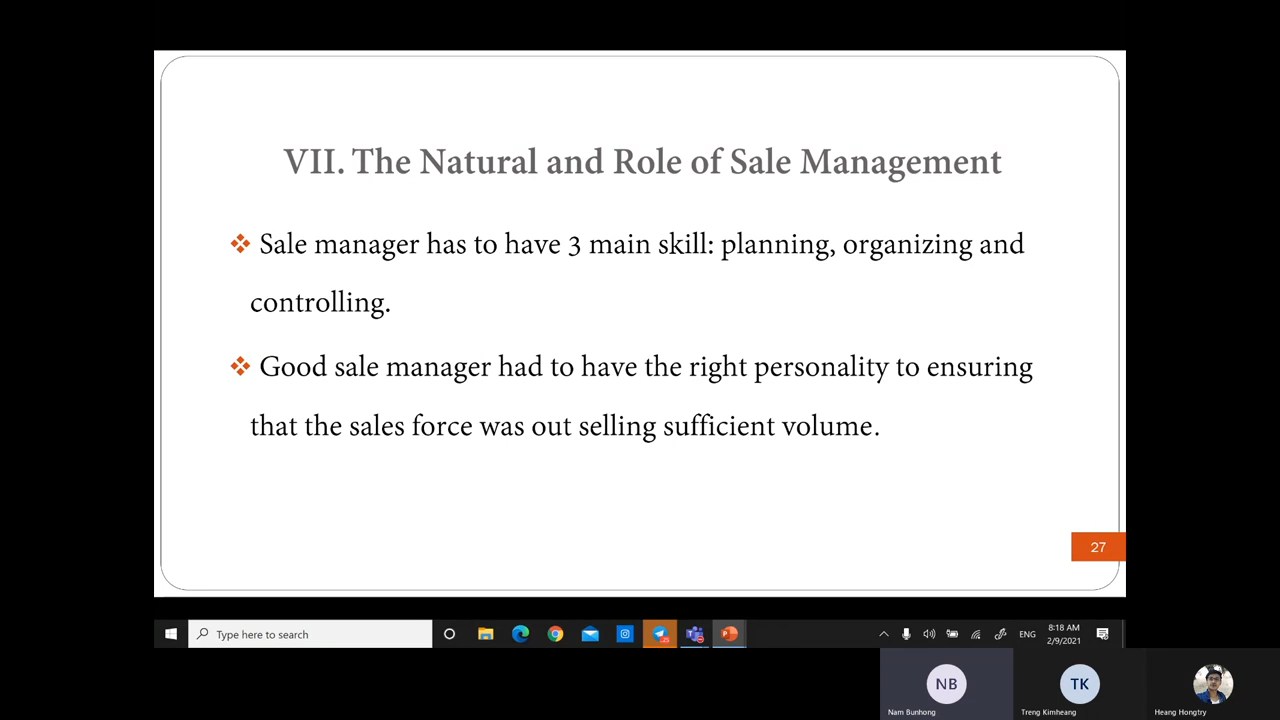 VII. The Natural and Role of Sale Management
Sale manager has to have 3 main skill: planning, organizing and
controlling.
Good sale manager had to have the right personality to ensuring
that the sales force was out selling sufficient volume.
27
Type here to search
25
ENG
8:18 AM
2/9/2021
NB
TK
Nam Bunhong
Treng Kimheang
Heang Hongtry